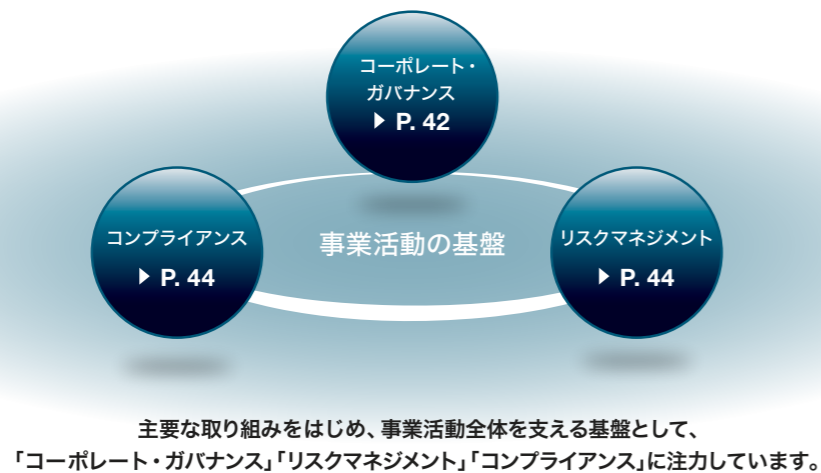 コーポレート・
ガバナンス
▶ P. 42
コンプライアンス
▶ P. 44
事業活動の基盤
リスクマネジメント
▶ P. 44
主要な取り組みをはじめ、事業活動全体を支える基盤として、
「コーポレート・ガバナンス」「リスクマネジメント」「コンプライアンス」に注力しています。